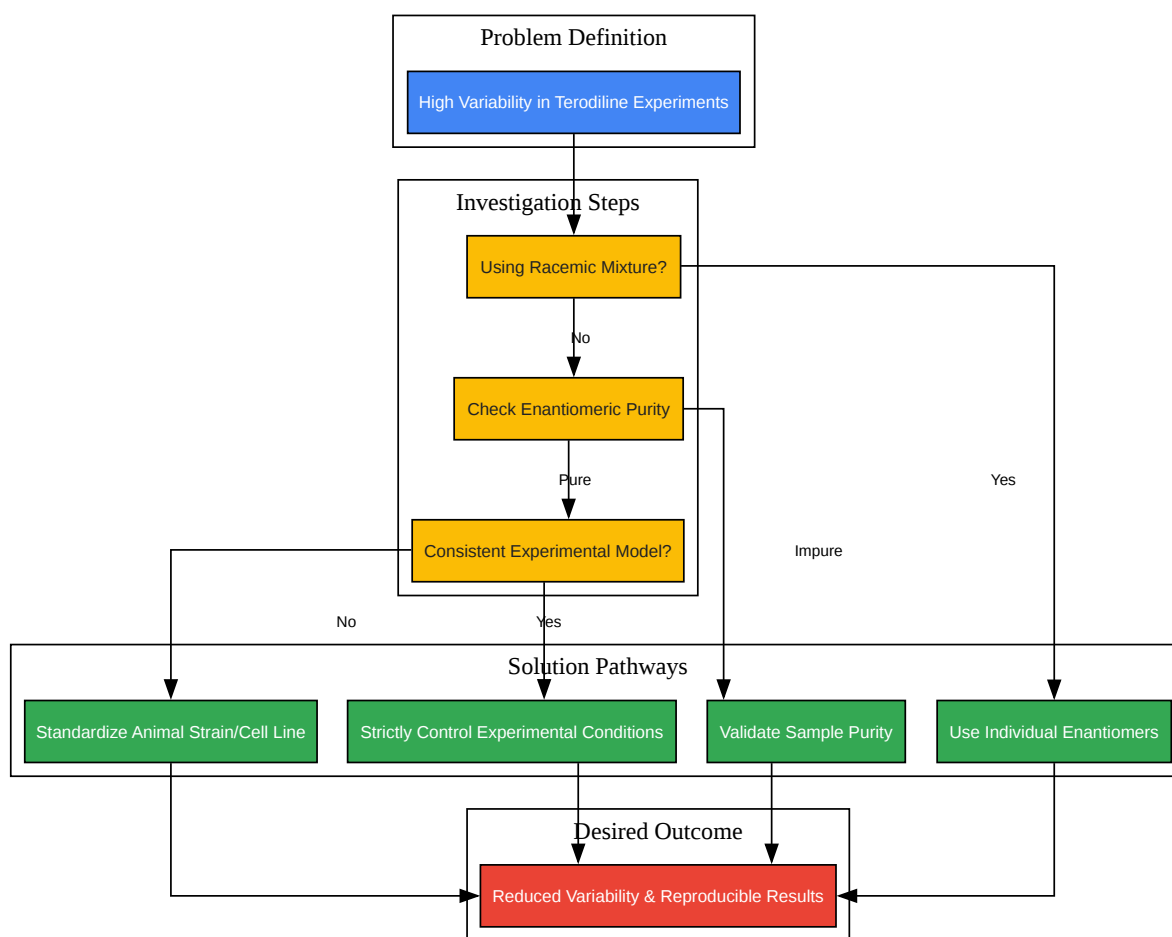 Problem Definition
High Variability in Terodiline Experiments
Investigation Steps
Using Racemic Mixture?
No
Check Enantiomeric Purity
Pure
Yes
Consistent Experimental Model?
Impure
No
Yes
Solution Pathways
Standardize Animal Strain/Cell Line
Strictly Control Experimental Conditions
Validate Sample Purity
Use Individual Enantiomers
Desired Outcome
Reduced Variability & Reproducible Results